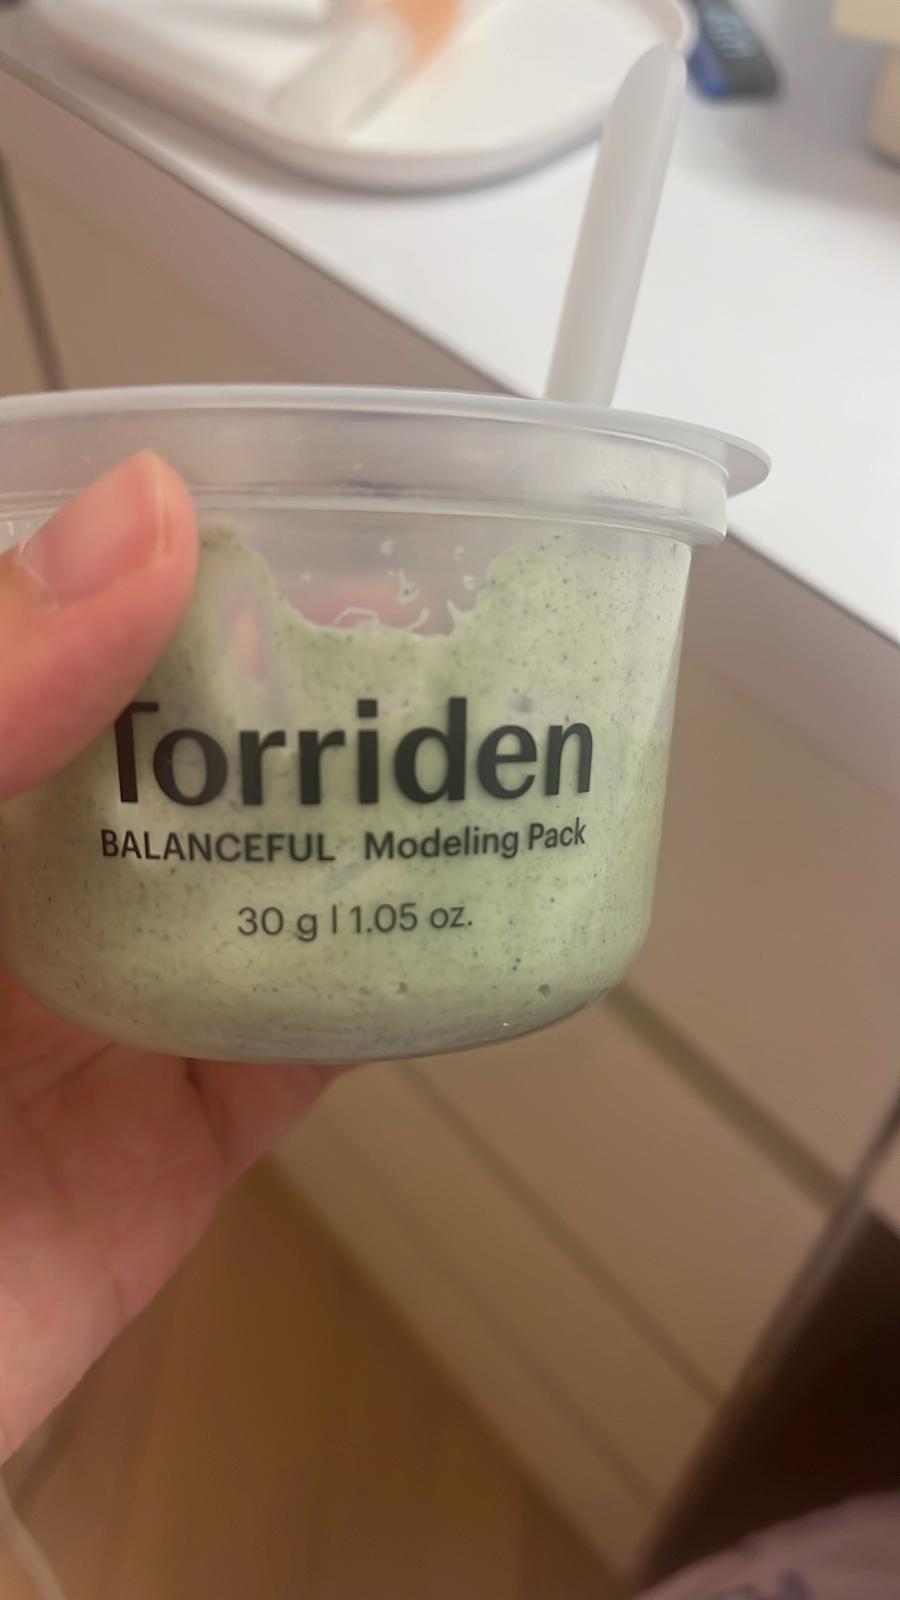 Torriden
BALANCEFUL Modeling Pack
30 g | 1.05 oz.